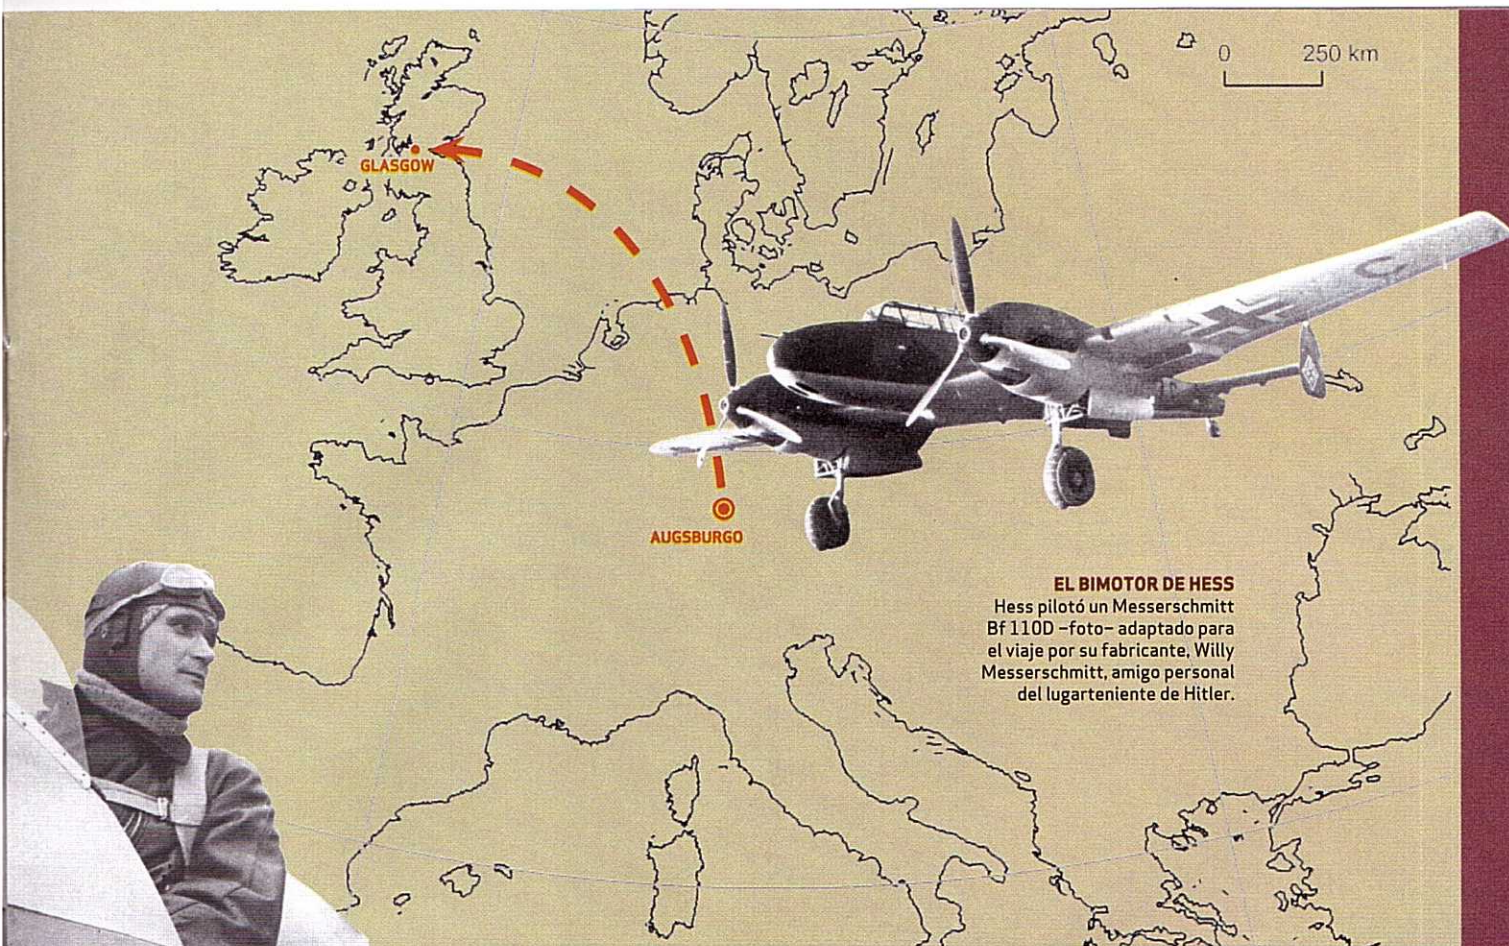 0 250 km
GLASGOW
C
AUGSBURGO
EL BIMOTOR DE HESS
Hess pilotó un Messerschmitt
Bf 110D –foto– adaptado para
el viaje por su fabricante, Willy
Messerschmitt, amigo personal
del lugarteniente de Hitler.